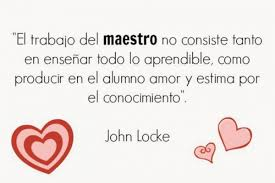 "El trabajo del maestro no consiste tanto
en enseñar todo lo aprendible, como
producir en el alumno amor y estima por
el conocimiento".
John Locke